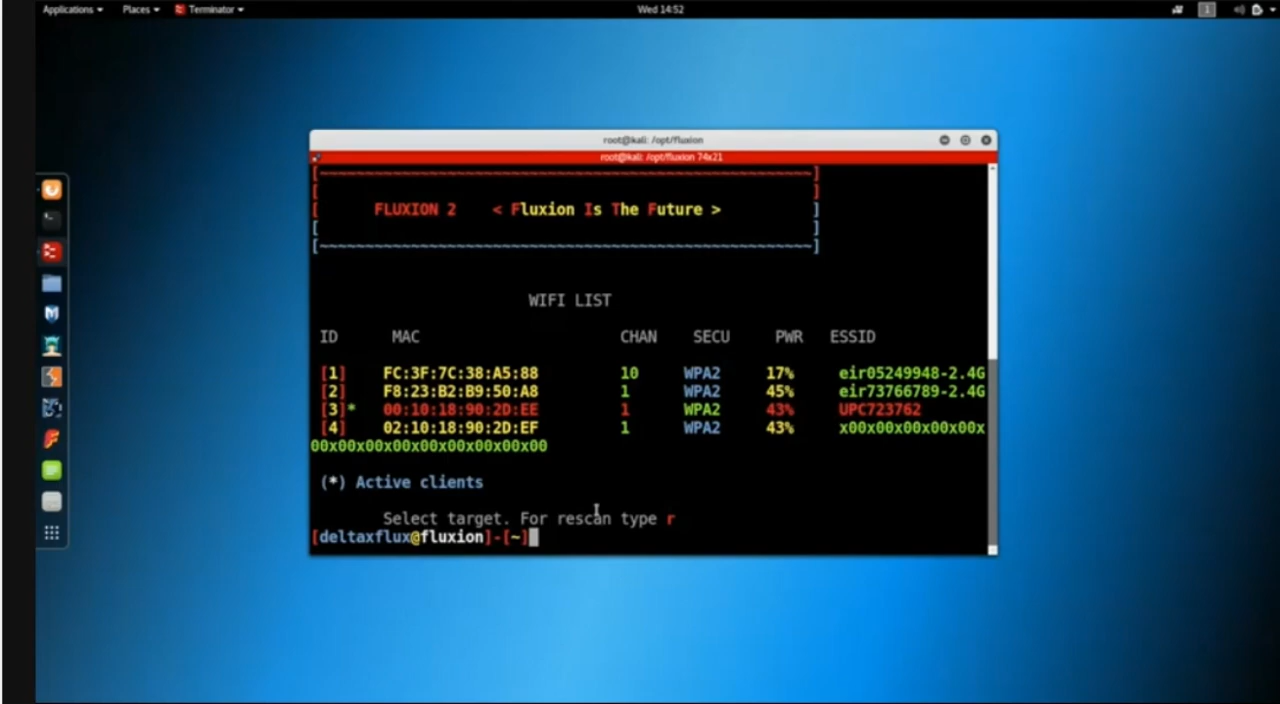 Applications Places Terminator Wed 14:52 1
root@kali: /opt/fluxion
root@kali: /opt/fluxion 74x21
FLUXION 2 < Fluxion Is The Future >
WIFI LIST
ID MAC CHAN SECU PWR ESSID
[1] FC:3F:7C:38:A5:88 10 WPA2 17% eir05249948-2.4G
[2] F8:23:B2:B9:50:A8 1 WPA2 45% eir73766789-2.4G
[3]* 00:10:18:90:2D:EE 1 WPA2 43% UPC723762
[4] 02:10:18:90:2D:EF 1 WPA2 43% x00x00x00x00x00x
00x00x00x00x00x00x00x00x00
(*) Active clients
Select target. For rescan type r
[deltaxflux@fluxion]-[~]